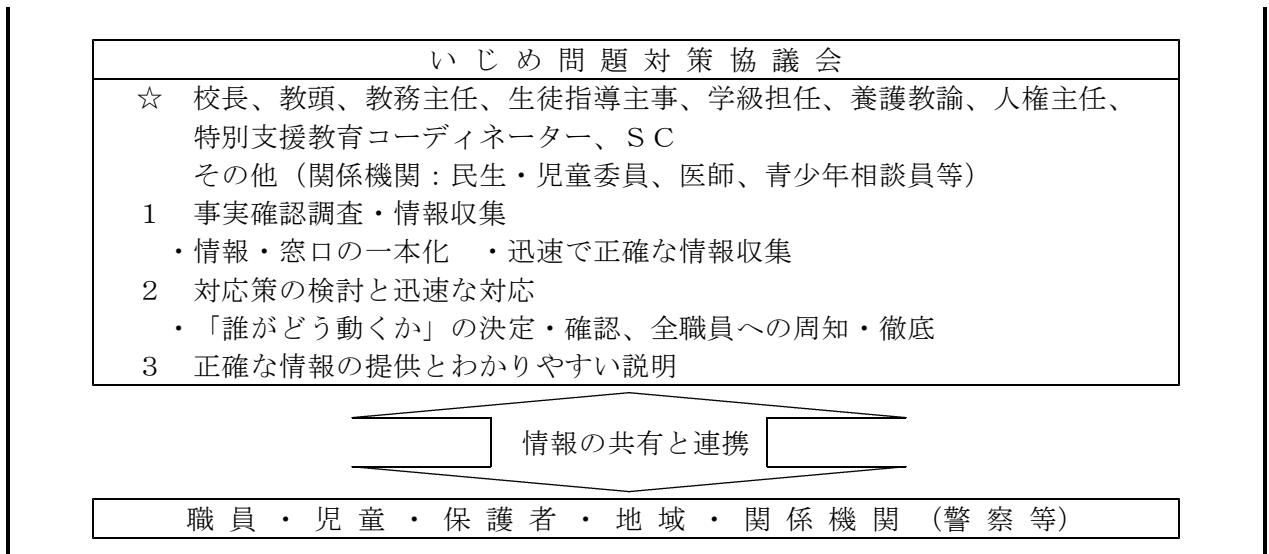 いじめ問題対策協議会
☆　校長、教頭、教務主任、生徒指導主事、学級担任、養護教諭、人権主任、
特別支援教育コーディネーター、ＳＣ
その他（関係機関：民生・児童委員、医師、青少年相談員等）
１　事実確認調査・情報収集
・情報・窓口の一本化　・迅速で正確な情報収集
２　対応策の検討と迅速な対応
・「誰がどう動くか」の決定・確認、全職員への周知・徹底
３　正確な情報の提供とわかりやすい説明
情報の共有と連携
職員・児童・保護者・地域・関係機関（警察等）